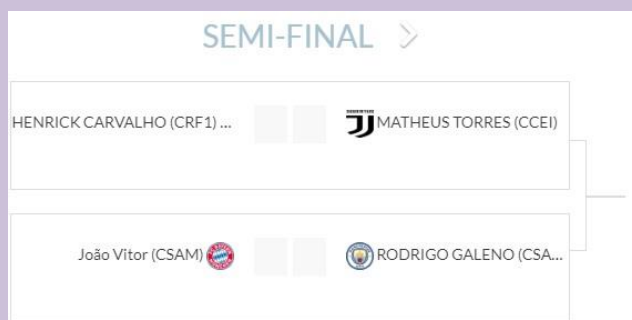 SEMI-FINAL
HENRICK CARVALHO (CRF1) ... MATHEUS TORRES (CCEI)
João Vitor (CSAM) RODRIGO GALENO (CSA...